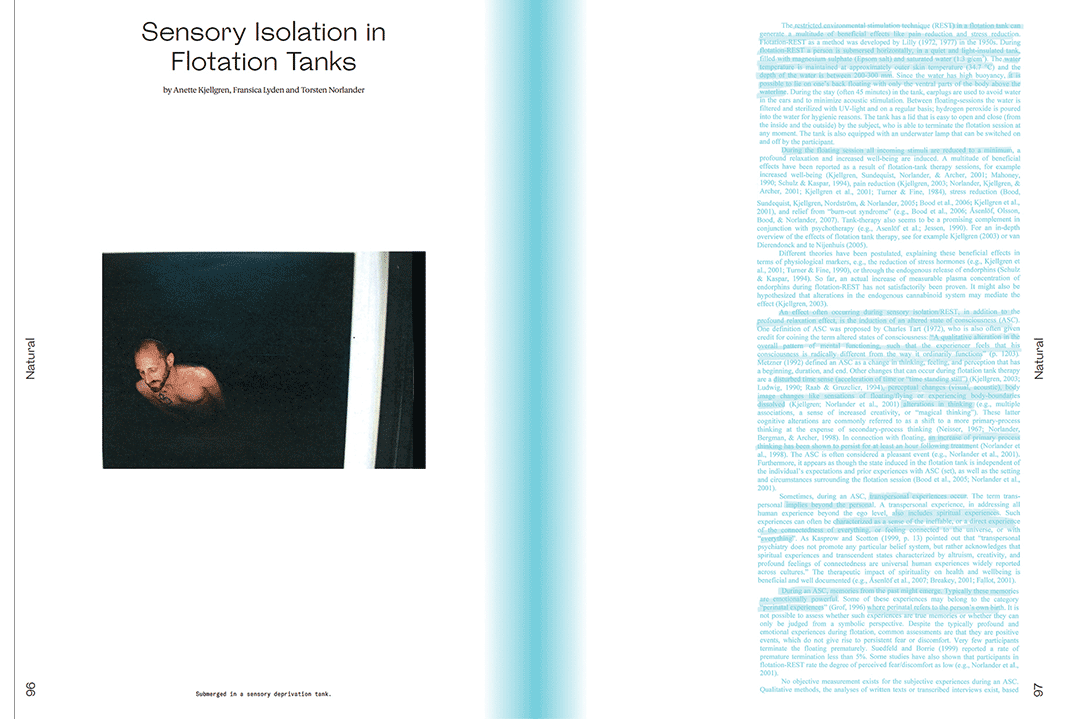 Sensory Isolation in
Flotation Tanks
by Anette Kjellgren, Fransica Lyden and Torsten Norlander
Natural
96
Submerged in a sensory deprivation tank.
The restricted environmental stimulation technique (REST) in a flotation tank can
generate a multitude of beneficial effects like pain reduction and stress reduction.
Flotation-REST as a method was developed by Lilly (1972, 1977) in the 1950s. During
flotation-REST a person is submerged horizontally, in a quiet and light-insulated tank,
filled with magnesium sulphate (Epsom salt) and saturated water (1.3 g/cm³). The water
temperature is maintained at approximately outer skin temperature (34.7 °C) and the
depth of the water is between 200-300 mm. Since the water has high buoyancy, it is
possible to lie on one's back floating with only the ventral parts of the body above the
waterline. During the stay (often 45 minutes) in the tank, earplugs are used to avoid water
in the ears and to minimize acoustic stimulation. Between floating-sessions the water is
filtered and sterilized with UV-light and on a regular basis; hydrogen peroxide is poured
into the water for hygienic reasons. The tank has a lid that is easy to open and close (from
the inside and the outside) by the subject, who is able to terminate the flotation session at
any moment. The tank is also equipped with an underwater lamp that can be switched on
and off by the participant.
During the floating session all incoming stimuli are reduced to a minimum, a
profound relaxation and increased well-being are induced. A multitude of beneficial
effects have been reported as a result of flotation-tank therapy sessions, for example
increased well-being (Kjellgren, Sundequist, Norlander, & Archer, 2001; Mahoney,
1990; Schulz & Kaspar, 1994), pain reduction (Kjellgren, 2003; Norlander, Kjellgren, &
Archer, 2001; Kjellgren et al., 2001; Turner & Fine, 1984), stress reduction (Bood,
Sundequist, Kjellgren, Nordström, & Norlander, 2005; Bood et al., 2006; Kjellgren et al.,
2001), and relief from “burn-out syndrome” (e.g., Bood et al., 2006; Åsenlöf, Olsson,
Bood, & Norlander, 2007). Tank-therapy also seems to be a promising complement in
conjunction with psychotherapy (e.g., Åsenlöf et al.; Jessen, 1990). For an in-depth
overview of the effects of flotation tank therapy, see for example Kjellgren (2003) or van
Dierendonck and te Nijenhuis (2005).
Different theories have been postulated, explaining these beneficial effects in
terms of physiological markers, e.g., the reduction of stress hormones (e.g., Kjellgren et
al., 2001; Turner & Fine, 1990), or through the endogenous release of endorphins (Schulz
& Kaspar, 1994). So far, an actual increase of measurable plasma concentration of
endorphins during flotation-REST has not satisfactorily been proven. It might also be
hypothesized that alterations in the endogenous cannabinoid system may mediate the
effect (Kjellgren, 2003).
An effect often occurring during sensory isolation/REST, in addition to the
profound relaxation effect, is the induction of an altered state of consciousness (ASC).
One definition of ASC was proposed by Charles Tart (1972), who is also often given
credit for coining the term altered states of consciousness: “A qualitative alteration in the
overall pattern of mental functioning, such that the experiencer feels that his
consciousness is radically different from the way it ordinarily functions” (p. 1203).
Metzner (1992) defined an ASC as a change in thinking, feeling, and perception that has
a beginning, duration, and end. Other changes that can occur during flotation tank therapy
are a disturbed time sense (acceleration of time or “time standing still”) (Kjellgren, 2003;
Ludwig, 1990; Raab & Gruzelier, 1994), perceptual changes (visual, acoustic), body
image changes like sensations of floating/flying or experiencing body-boundaries
dissolved (Kjellgren; Norlander et al., 2001) alterations in thinking (e.g., multiple
associations, a sense of increased creativity, or “magical thinking”). These latter
cognitive alterations are commonly referred to as a shift to a more primary-process
thinking at the expense of secondary-process thinking (Neisser, 1967; Norlander,
Bergman, & Archer, 1998). In connection with floating, an increase of primary process
thinking has been shown to persist for at least an hour following treatment (Norlander et
al., 1998). The ASC is often considered a pleasant event (e.g., Norlander et al., 2001).
Furthermore, it appears as though the state induced in the flotation tank is independent of
the individual's expectations and prior experiences with ASC (set), as well as the setting
and circumstances surrounding the flotation session (Bood et al., 2005; Norlander et al.,
2001).
Sometimes, during an ASC, transpersonal experiences occur. The term trans-
personal implies beyond the personal. A transpersonal experience, in addressing all
human experience beyond the ego level, also includes spiritual experiences. Such
experiences can often be characterized as a sense of the ineffable, or a direct experience
of the connectedness of everything, or feeling connected to the universe, or with
“everything”. As Kasprow and Scotton (1999, p. 13) pointed out that “transpersonal
psychiatry does not promote any particular belief system, but rather acknowledges that
spiritual experiences and transcendent states characterized by altruism, creativity, and
profound feelings of connectedness are universal human experiences widely reported
across cultures.” The therapeutic impact of spirituality on health and wellbeing is
beneficial and well documented (e.g., Åsenlöf et al., 2007; Breakey, 2001; Fallot, 2001).
During an ASC, memories from the past might emerge. Typically these memories
are emotionally powerful. Some of these experiences may belong to the category
“perinatal experiences” (Grof, 1996) where perinatal refers to the person's own birth. It is
not possible to assess whether such experiences are true memories or whether they can
only be judged from a symbolic perspective. Despite the typically profound and
emotional experiences during flotation, common assessments are that they are positive
events, which do not give rise to persistent fear or discomfort. Very few participants
terminate the floating prematurely. Suedfeld and Borrie (1999) reported a rate of
premature termination less than 5%. Some studies have also shown that participants in
flotation-REST rate the degree of perceived fear/discomfort as low (e.g., Norlander et al.,
2001).
No objective measurement exists for the subjective experiences during an ASC.
Qualitative methods, the analyses of written texts or transcribed interviews exist, based
Natural
97